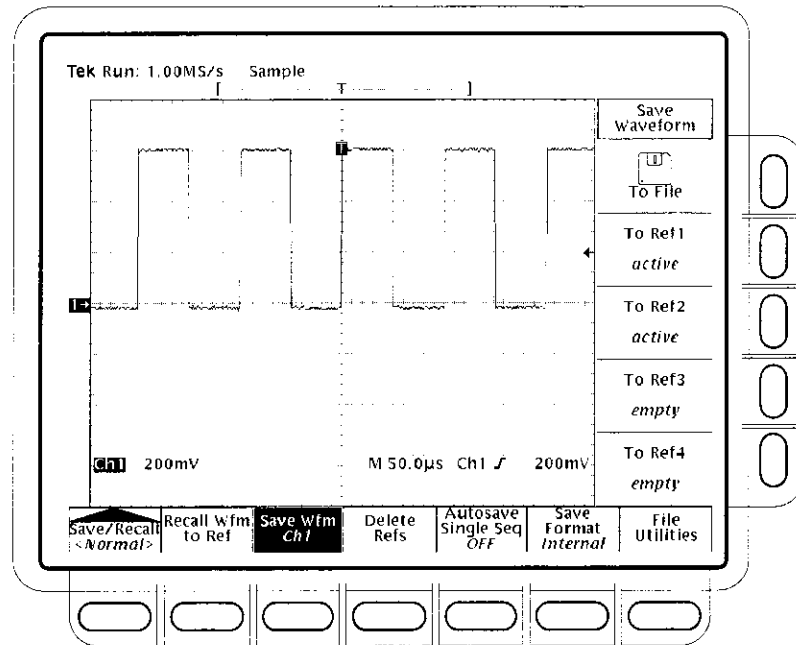 Tek Run: 1.00MS/s Sample
[ T ]
Save
Waveform
T
To File
To Ref1
active
1
To Ref2
active
To Ref3
empty
Ch1 200mV M 50.0µs Ch1 200mV
To Ref4
empty
Save/Recall
<Normal>
Recall Wfm
to Ref
Save Wfm
Ch1
Delete
Refs
Autosave
Single Seq
OFF
Save
Format
Internal
File
Utilities